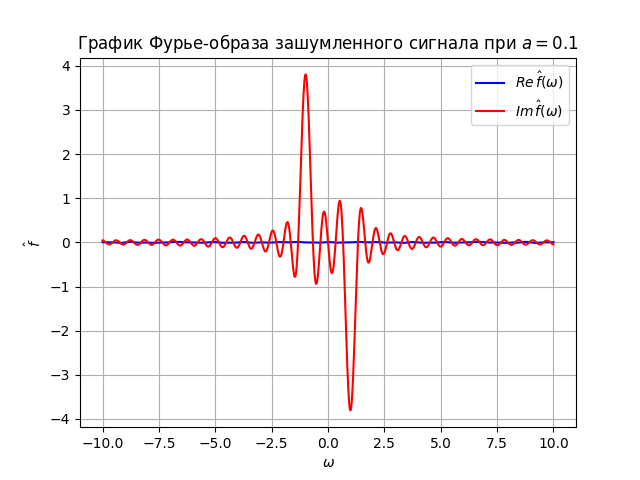 График Фурье-образа зашумленного сигнала при a = 0.1
Re f̂(ω)
Im f̂(ω)
4
3
2
1
0
−1
−2
−3
−4
f̂
−10.0 −7.5 −5.0 −2.5 0.0 2.5 5.0 7.5 10.0
ω